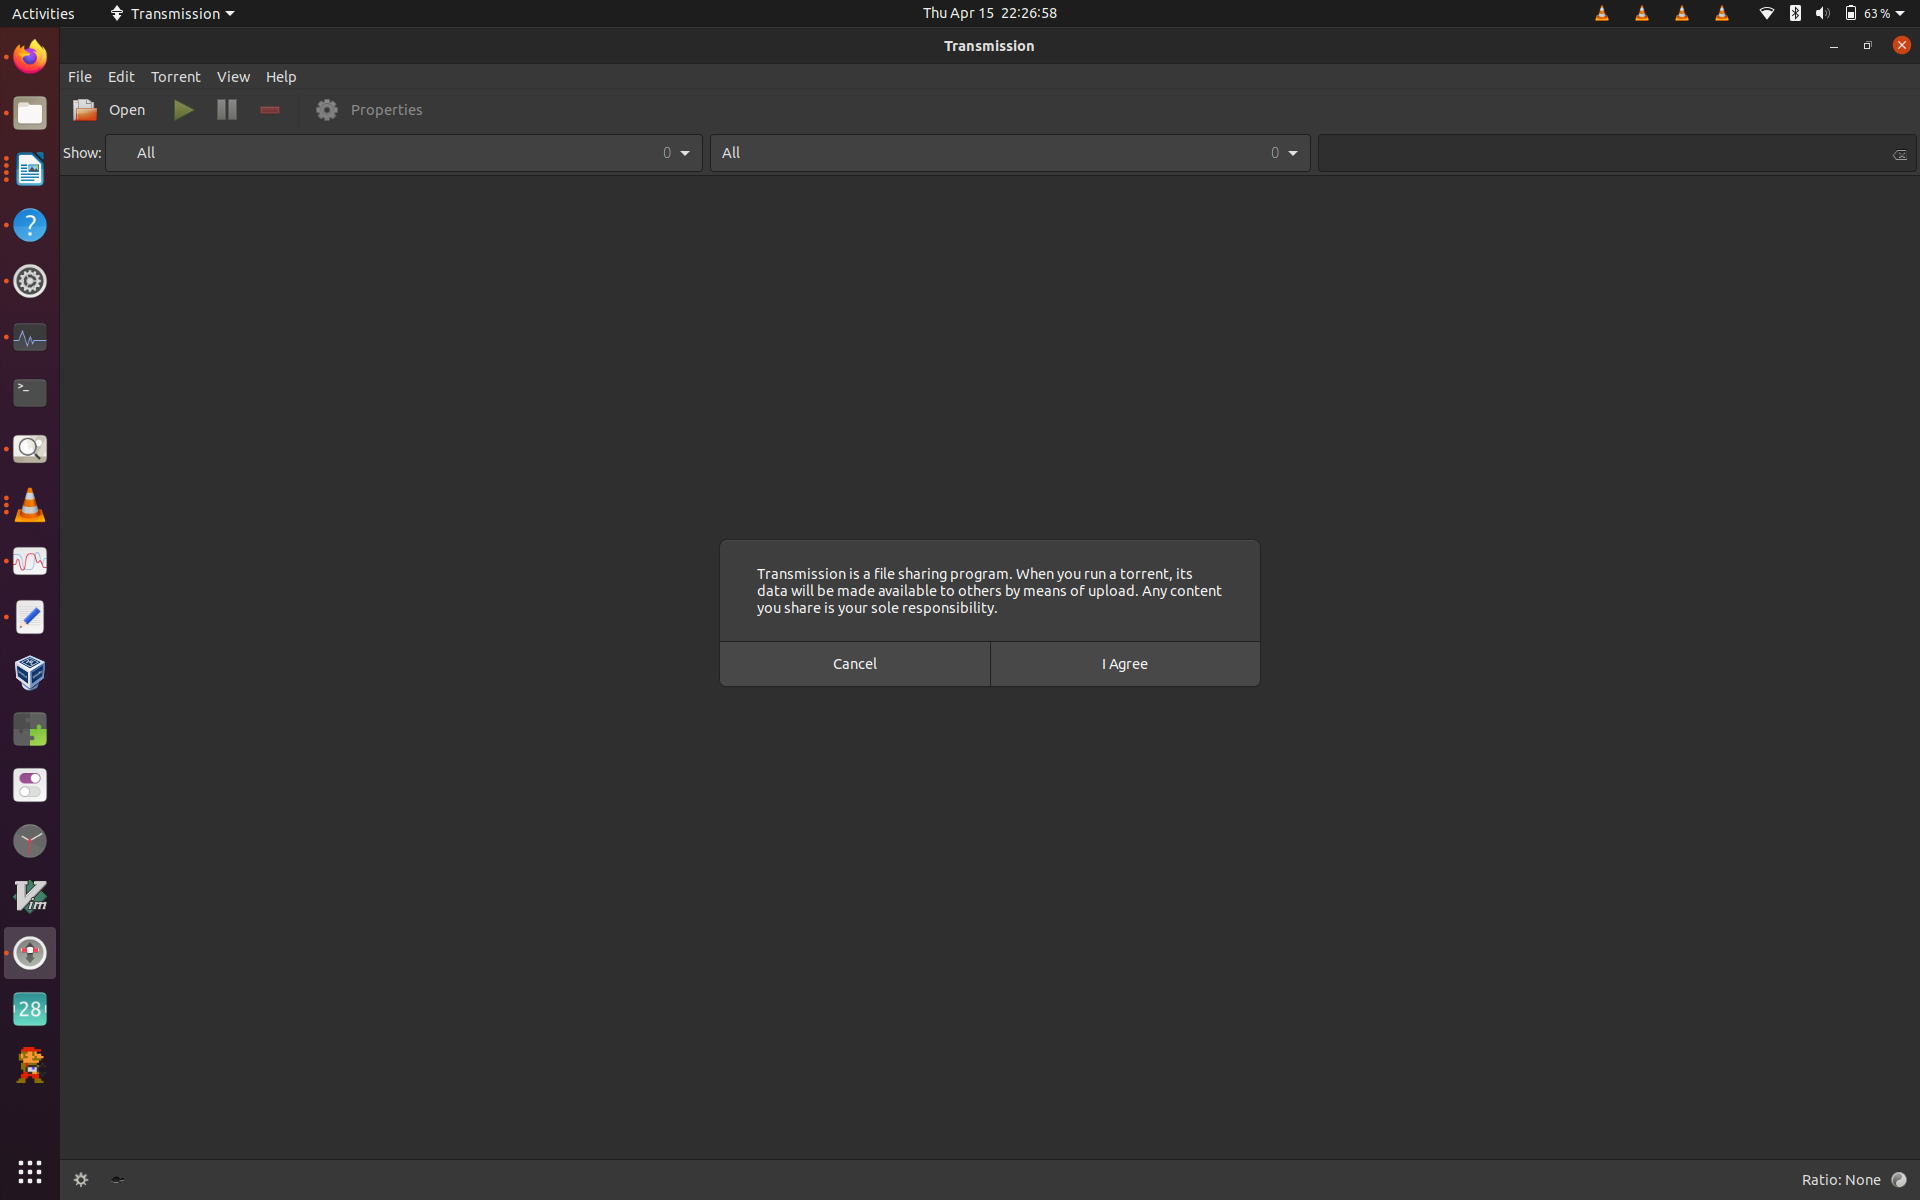 Activities
Transmission
Thu Apr 15 22:26:58
63 %
Transmission
File Edit Torrent View Help
Open
Properties
Show:
All 0
All 0
>_
?
Transmission is a file sharing program. When you run a torrent, its
data will be made available to others by means of upload. Any content
you share is your sole responsibility.
Cancel
I Agree
Vim
28
Ratio: None